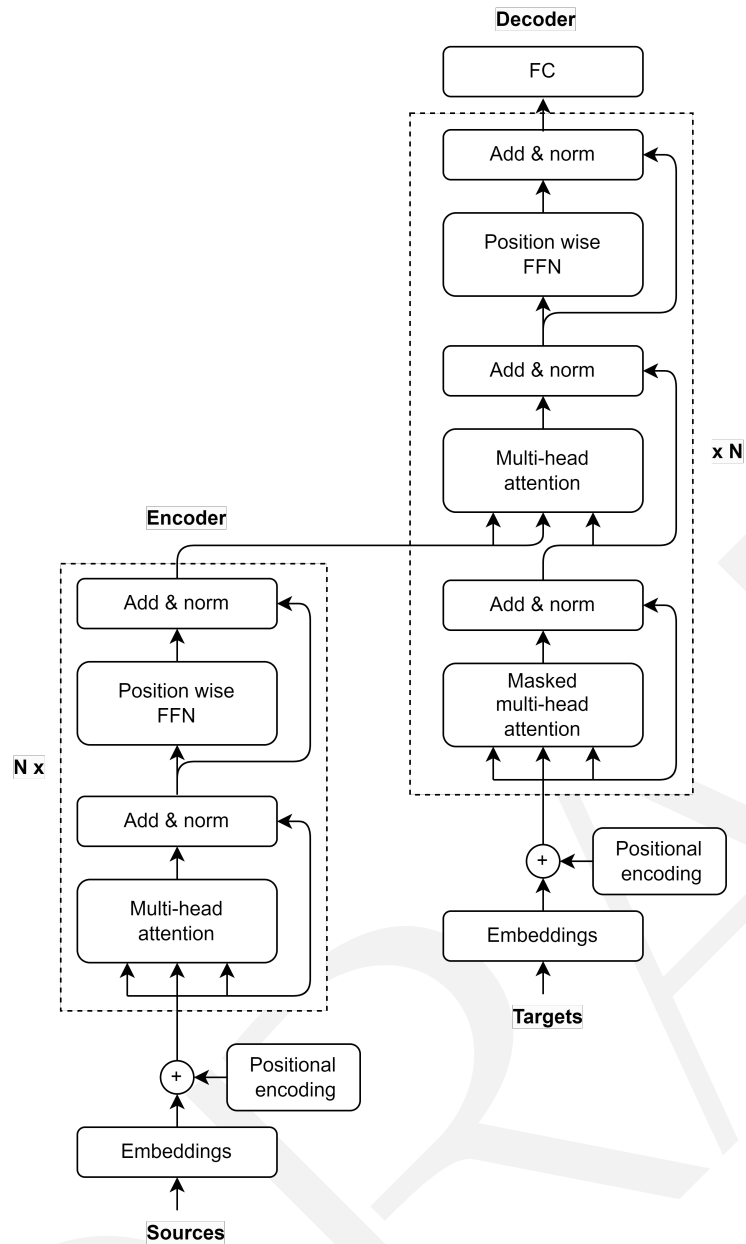 Decoder
FC
Add & norm
Position wise
FFN
Add & norm
Multi-head
attention
x N
Add & norm
Masked
multi-head
attention
Positional
encoding
+
Embeddings
Targets
Encoder
Add & norm
Position wise
FFN
N x
Add & norm
Multi-head
attention
Positional
encoding
+
Embeddings
Sources